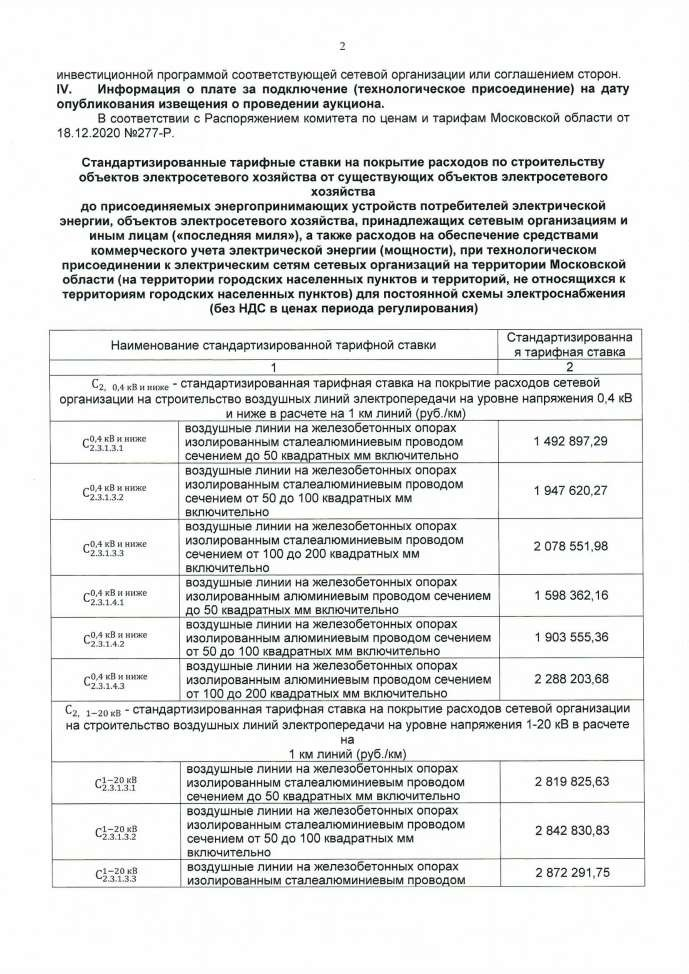 2
инвестиционной программой соответствующей сетевой организации или соглашением сторон.
IV. Информация о плате за подключение (технологическое присоединение) на дату
опубликования извещения о проведении аукциона.
В соответствии с Распоряжением комитета по ценам и тарифам Московской области от
18.12.2020 №277-Р.
Стандартизированные тарифные ставки на покрытие расходов по строительству
объектов электросетевого хозяйства от существующих объектов электросетевого
хозяйства
до присоединяемых энергопринимающих устройств потребителей электрической
энергии, объектов электросетевого хозяйства, принадлежащих сетевым организациям и
иным лицам («последняя миля»), а также расходов на обеспечение средствами
коммерческого учета электрической энергии (мощности), при технологическом
присоединении к электрическим сетям сетевых организаций на территории Московской
области (на территории городских населенных пунктов и территорий, не относящихся к
территориям городских населенных пунктов) для постоянной схемы электроснабжения
(без НДС в ценах периода регулирования)
Наименование стандартизированной тарифной ставки
Стандартизированна
я тарифная ставка
1 2
С2, 0,4 кВ и ниже - стандартизированная тарифная ставка на покрытие расходов сетевой
организации на строительство воздушных линий электропередачи на уровне напряжения 0,4 кВ
и ниже в расчете на 1 км линий (руб./км)
С 0,4 кВ и ниже 2.3.1.3.1
воздушные линии на железобетонных опорах
изолированным сталеалюминиевым проводом
сечением до 50 квадратных мм включительно
1 492 897,29
С 0,4 кВ и ниже 2.3.1.3.2
воздушные линии на железобетонных опорах
изолированным сталеалюминиевым проводом
сечением от 50 до 100 квадратных мм
включительно
1 947 620,27
С 0,4 кВ и ниже 2.3.1.3.3
воздушные линии на железобетонных опорах
изолированным сталеалюминиевым проводом
сечением от 100 до 200 квадратных мм
включительно
2 078 551,98
С 0,4 кВ и ниже 2.3.1.4.1
воздушные линии на железобетонных опорах
изолированным алюминиевым проводом сечением
до 50 квадратных мм включительно
1 598 362,16
С 0,4 кВ и ниже 2.3.1.4.2
воздушные линии на железобетонных опорах
изолированным алюминиевым проводом сечением
от 50 до 100 квадратных мм включительно
1 903 555,36
С 0,4 кВ и ниже 2.3.1.4.3
воздушные линии на железобетонных опорах
изолированным алюминиевым проводом сечением
от 100 до 200 квадратных мм включительно
2 288 203,68
С2, 1−20 кВ - стандартизированная тарифная ставка на покрытие расходов сетевой организации
на строительство воздушных линий электропередачи на уровне напряжения 1-20 кВ в расчете
на
1 км линий (руб./км)
С 1−20 кВ 2.3.1.3.1
воздушные линии на железобетонных опорах
изолированным сталеалюминиевым проводом
сечением до 50 квадратных мм включительно
2 819 825,63
С 1−20 кВ 2.3.1.3.2
воздушные линии на железобетонных опорах
изолированным сталеалюминиевым проводом
сечением от 50 до 100 квадратных мм
включительно
2 842 830,83
С 1−20 кВ 2.3.1.3.3
воздушные линии на железобетонных опорах
изолированным сталеалюминиевым проводом
2 872 291,75